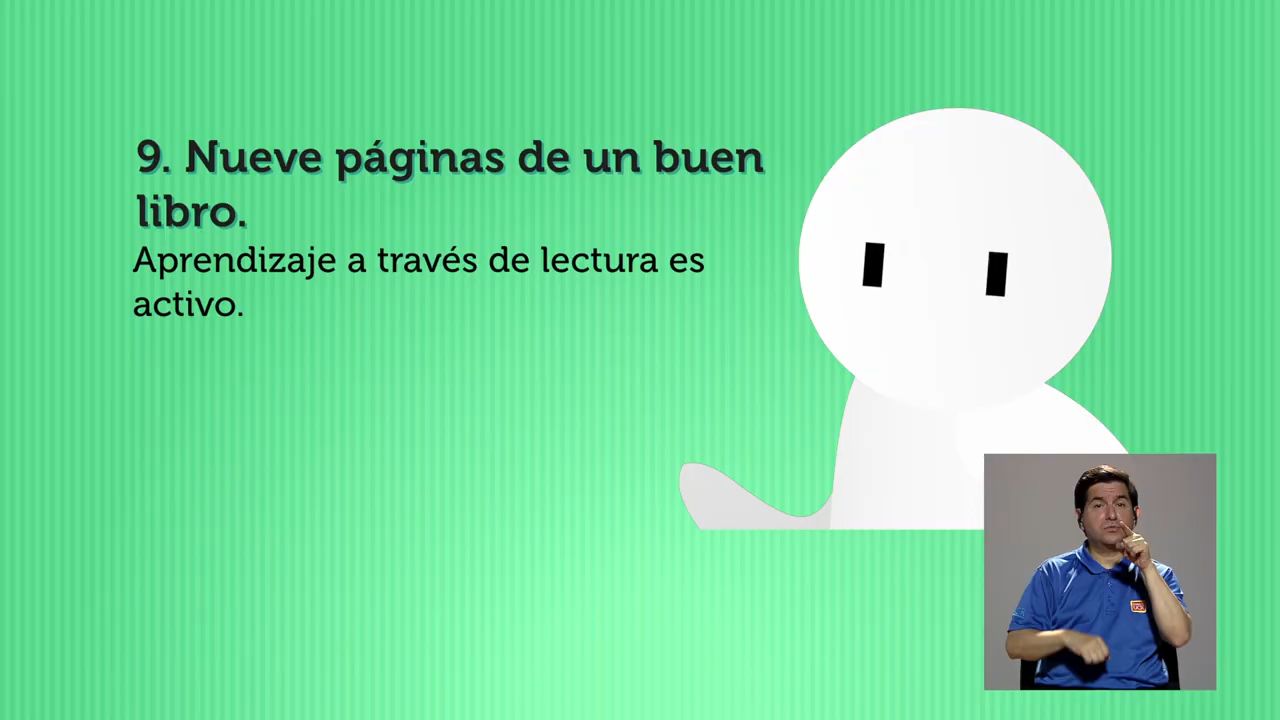 9. Nueve páginas de un buen
libro.
Aprendizaje a través de lectura es
activo.